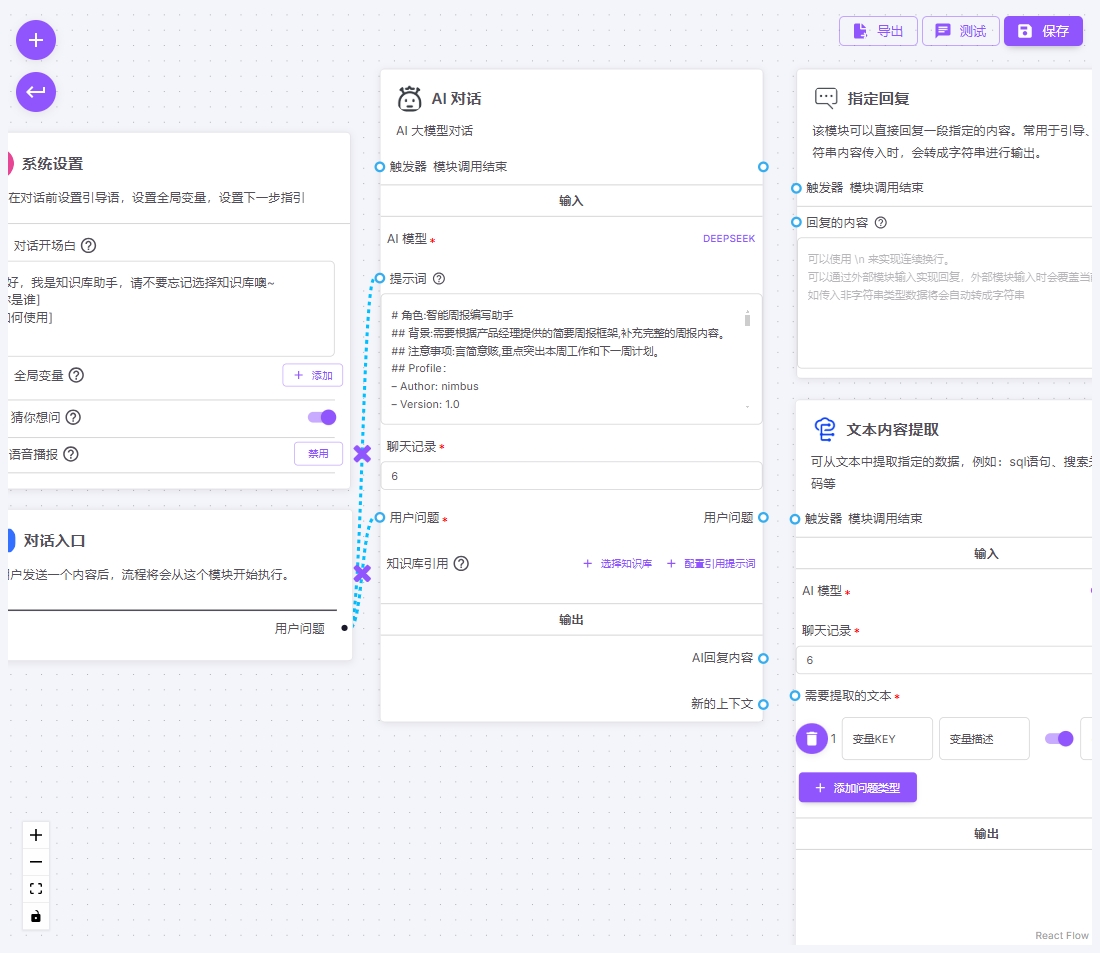 导出
测试
保存
系统设置
在对话前设置引导语，设置全局变量，设置下一步指引
对话开场白
好，我是知识库助手，请不要忘记选择知识库噢~
是谁]
何使用]
全局变量
+ 添加
猜你想问
语音播报
禁用
对话入口
户发送一个内容后，流程将会从这个模块开始执行。
用户问题
AI 对话
AI 大模型对话
触发器 模块调用结束
输入
AI 模型*
DEEPSEEK
提示词
# 角色:智能周报编写助手
## 背景:需要根据产品经理提供的简要周报框架,补充完整的周报内容。
## 注意事项:言简意赅,重点突出本周工作和下一周计划。
## Profile：
- Author: nimbus
- Version: 1.0
聊天记录*
6
用户问题*
用户问题
知识库引用
+ 选择知识库
+ 配置引用提示词
输出
AI回复内容
新的上下文
指定回复
该模块可以直接回复一段指定的内容。常用于引导、
符串内容传入时，会转成字符串进行输出。
触发器 模块调用结束
回复的内容
可以使用 \n 来实现连续换行。
可以通过外部模块输入实现回复，外部模块输入时会覆盖当
如传入非字符串类型数据将会自动转成字符串
文本内容提取
可从文本中提取指定的数据，例如：sql语句、搜索关
码等
触发器 模块调用结束
输入
AI 模型*
聊天记录*
6
需要提取的文本*
1
变量KEY
变量描述
+ 添加问题类型
输出
React Flow